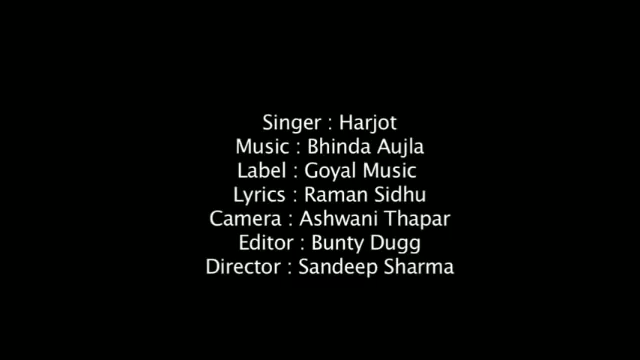 Singer : Harjot
Music : Bhinda Aujla
Label : Goyal Music
Lyrics : Raman Sidhu
Camera : Ashwani Thapar
Editor : Bunty Dugg
Director : Sandeep Sharma